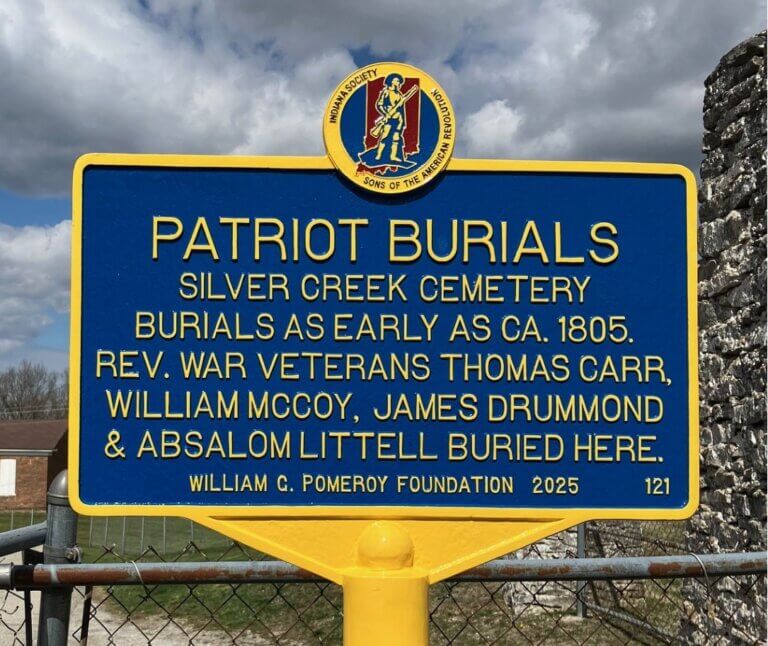 INDIANA SOCIETY
SONS OF THE AMERICAN REVOLUTION
PATRIOT BURIALS
SILVER CREEK CEMETERY
BURIALS AS EARLY AS CA. 1805.
REV. WAR VETERANS THOMAS CARR,
WILLIAM MCCOY, JAMES DRUMMOND
& ABSALOM LITTELL BURIED HERE.
WILLIAM G. POMEROY FOUNDATION 2025 121